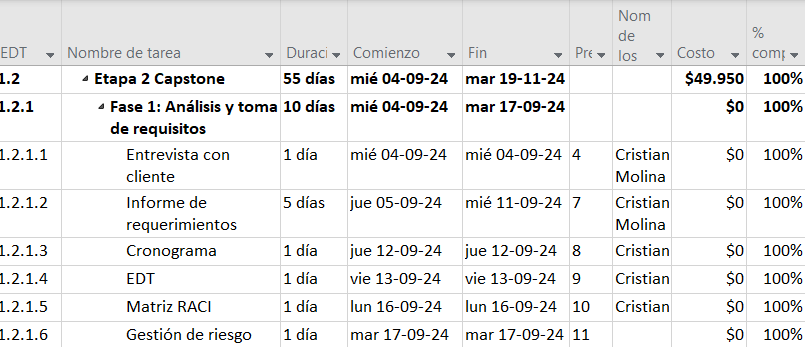 EDT Nombre de tarea Duraci Comienzo Fin Pre Nom de los Costo % comp
1.2 Etapa 2 Capstone 55 días mié 04-09-24 mar 19-11-24 $49.950 100%
1.2.1 Fase 1: Análisis y toma de requisitos 10 días mié 04-09-24 mar 17-09-24 $0 100%
1.2.1.1 Entrevista con cliente 1 día mié 04-09-24 mié 04-09-24 4 Cristian Molina $0 100%
1.2.1.2 Informe de requerimientos 5 días jue 05-09-24 mié 11-09-24 7 Cristian Molina $0 100%
1.2.1.3 Cronograma 1 día jue 12-09-24 jue 12-09-24 8 Cristian $0 100%
1.2.1.4 EDT 1 día vie 13-09-24 vie 13-09-24 9 Cristian $0 100%
1.2.1.5 Matriz RACI 1 día lun 16-09-24 lun 16-09-24 10 Cristian $0 100%
1.2.1.6 Gestión de riesgo 1 día mar 17-09-24 mar 17-09-24 11 $0 100%